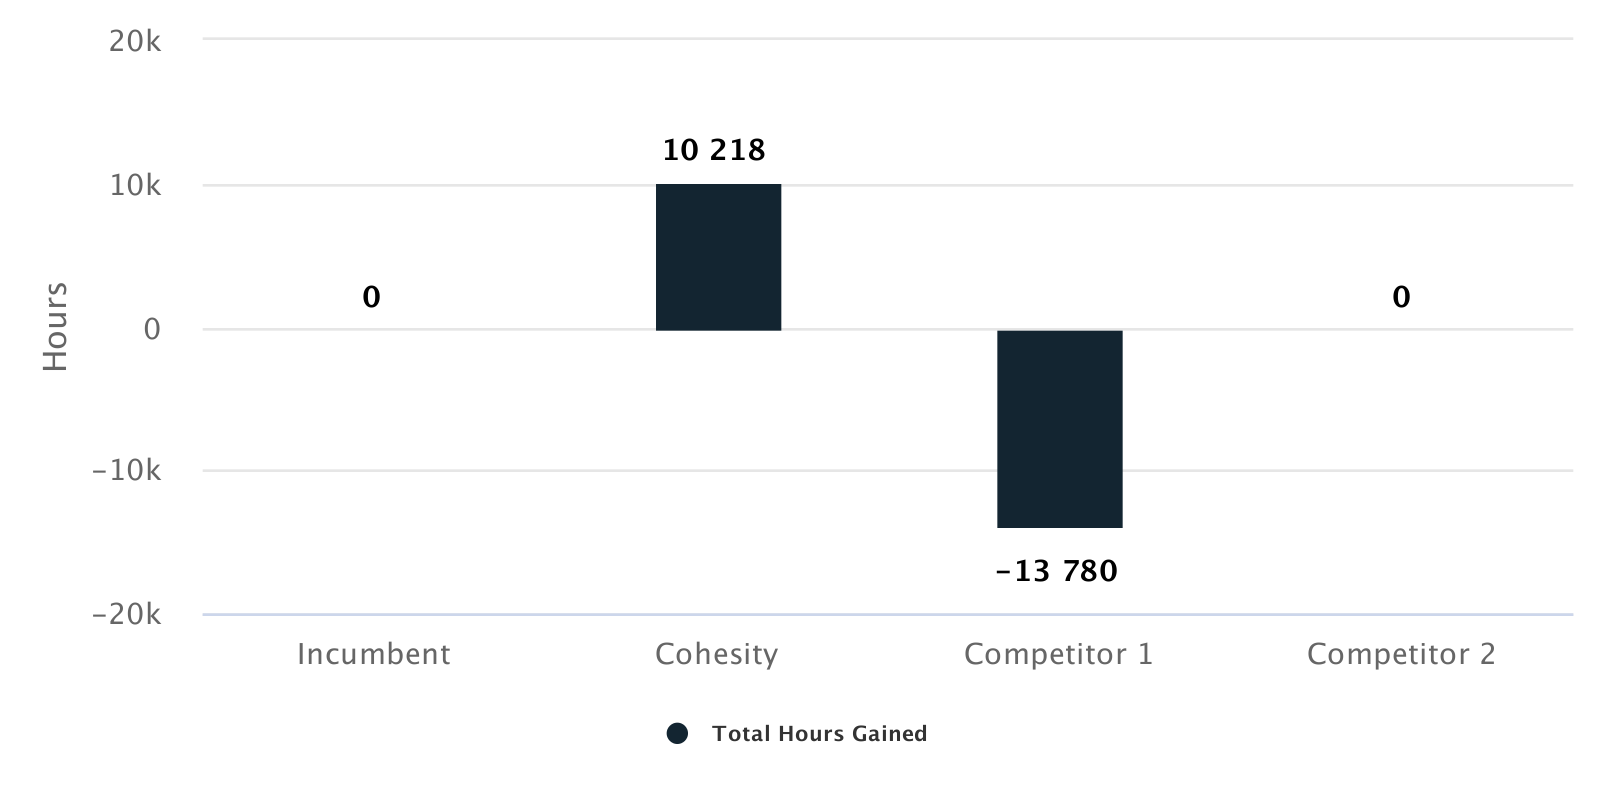 20k
10 218
10k
0
0
Hours
0
−10k
−13 780
−20k
Incumbent
Cohesity
Competitor 1
Competitor 2
Total Hours Gained